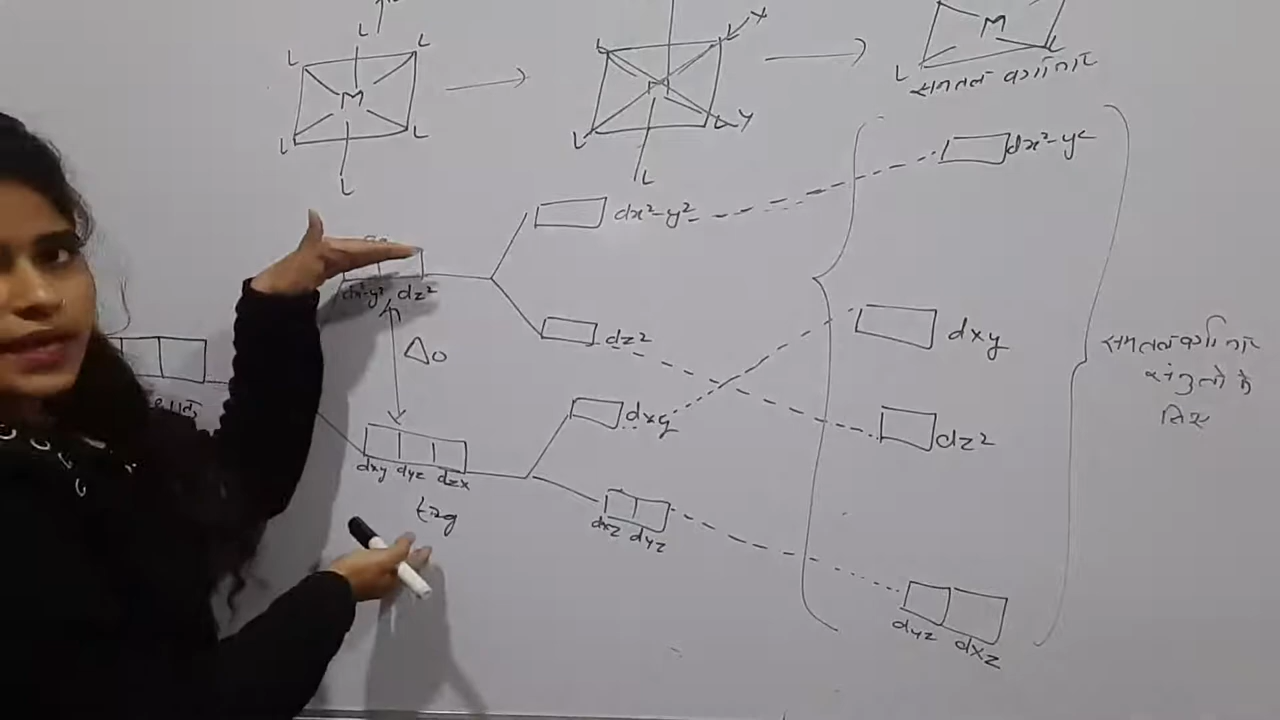 L
L
L
M
L
L
L
L
L
X
M
L
L
Y
L
M
L
L
समतल वर्गाकार
dx²-y²
dx²-y²
dx²-y² dz²
Δo
dz²
dxy
dxy
dz²
dxy dyz dzx
t2g
dxz dyz
dyz dxz
समतल वर्गाकार
संकुलो के
लिए